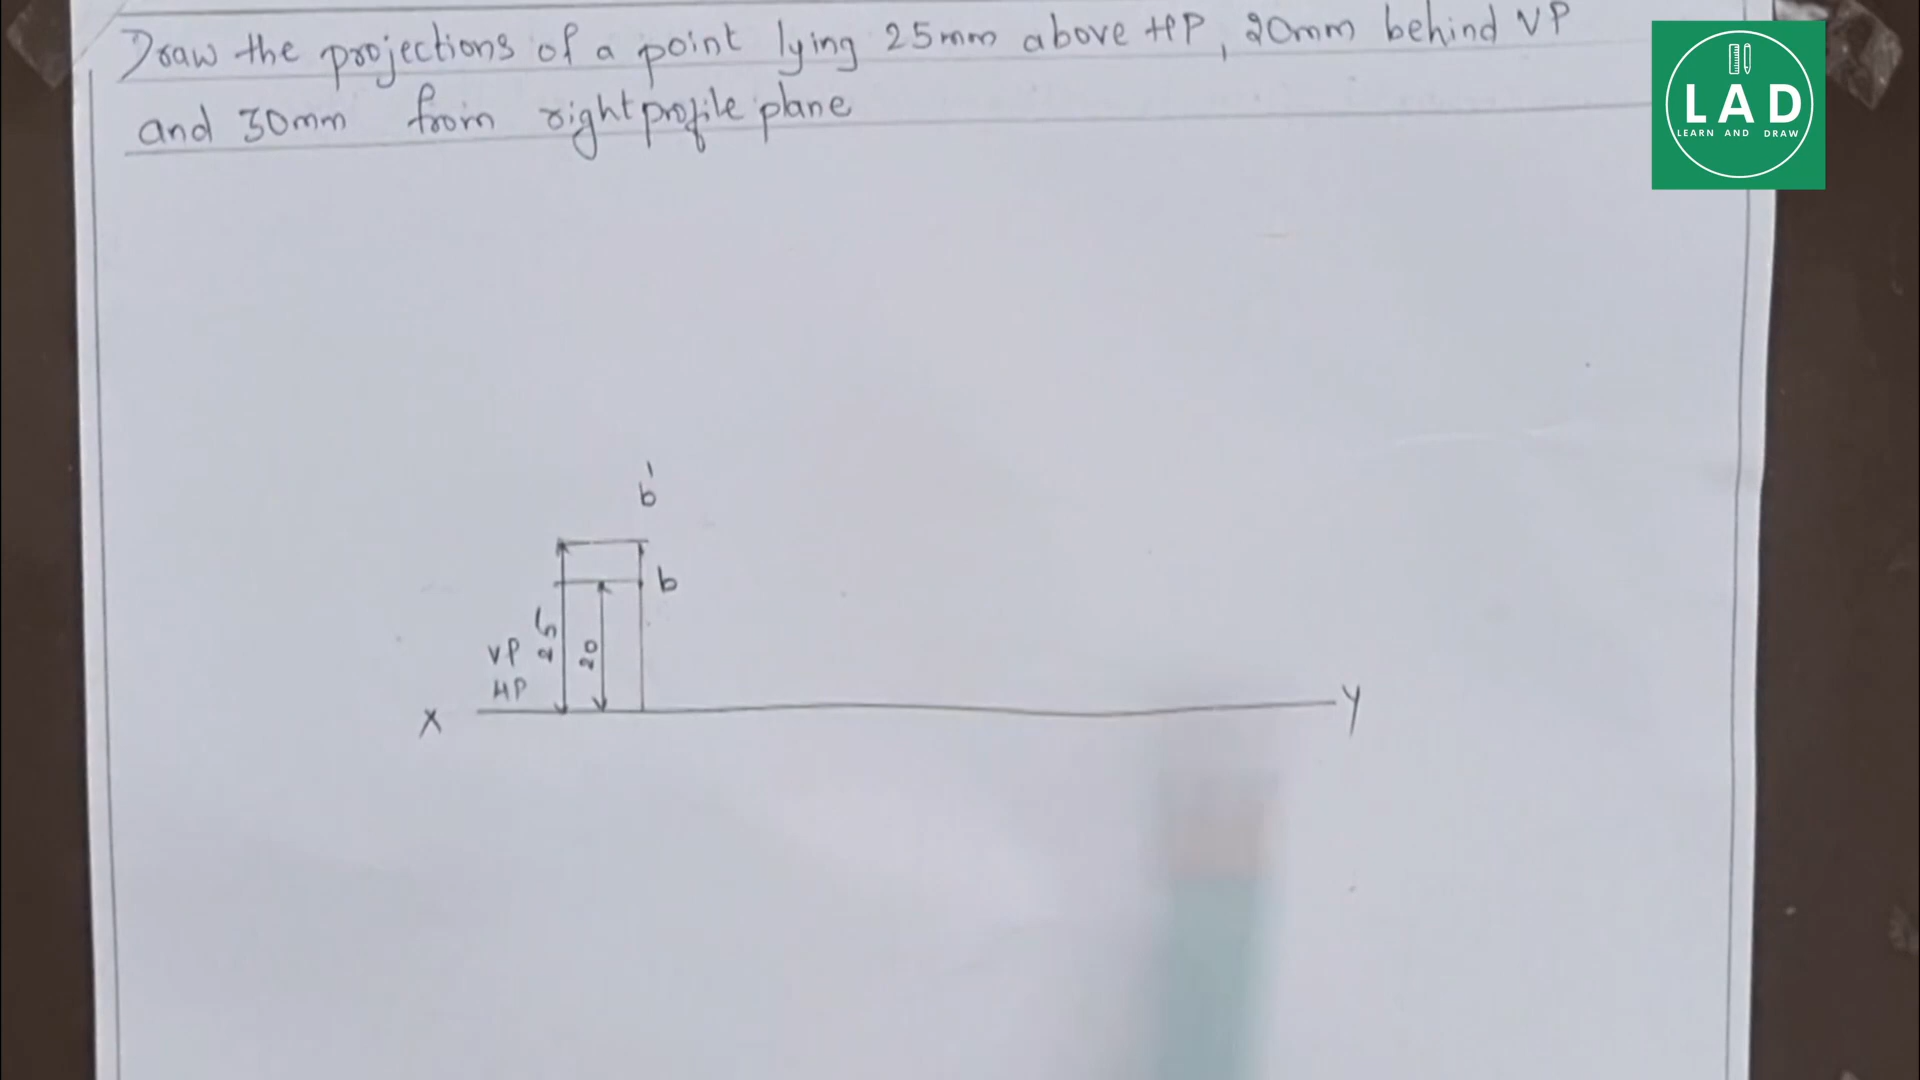 Draw the projections of a point lying 25mm above HP, 20mm behind VP
and 30mm from right profile plane
LAD
LEARN AND DRAW
b'
b
25
20
VP
HP
X
Y